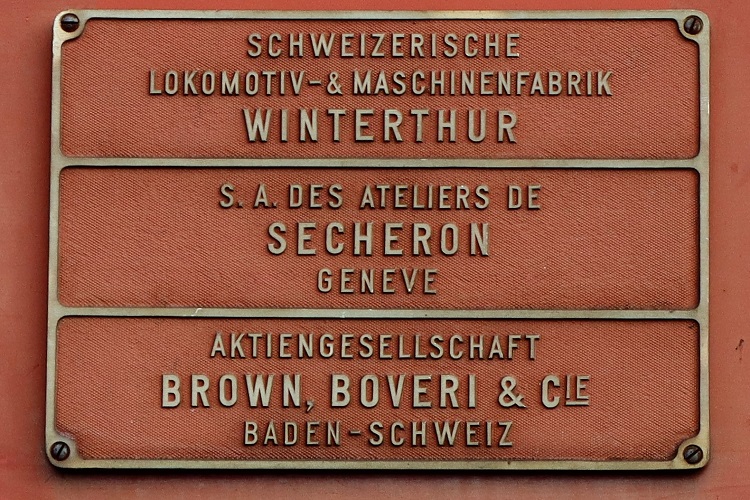 SCHWEIZERISCHE
LOKOMOTIV-& MASCHINENFABRIK
WINTERTHUR
S. A. DES ATELIERS DE
SECHERON
GENEVE
AKTIENGESELLSCHAFT
BROWN, BOVERI & CIE
BADEN-SCHWEIZ